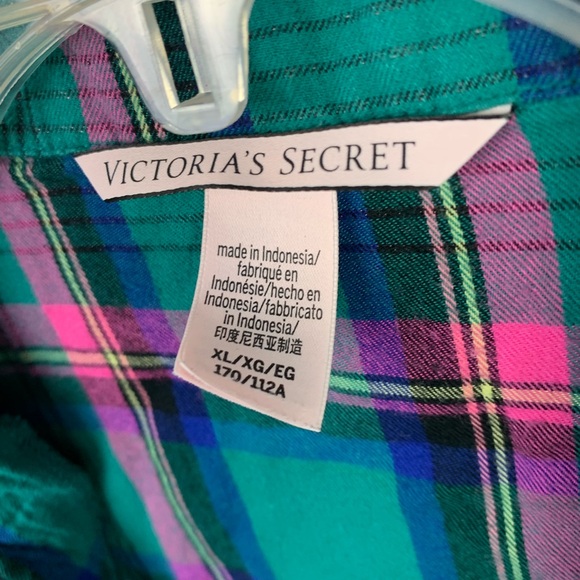 VICTORIA'S SECRET
made in Indonesia/
fabriqué en
Indonésie/hecho en
Indonesia/fabbricato
in Indonesia/
印度尼西亚制造
XL/XG/EG
170/112A